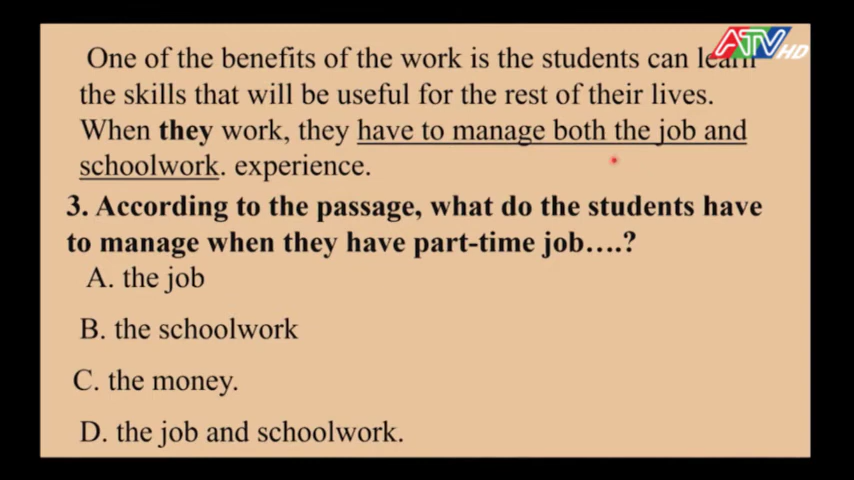 ATV HD
One of the benefits of the work is the students can learn
the skills that will be useful for the rest of their lives.
When they work, they have to manage both the job and
schoolwork. experience.
3. According to the passage, what do the students have
to manage when they have part-time job....?
A. the job
B. the schoolwork
C. the money.
D. the job and schoolwork.